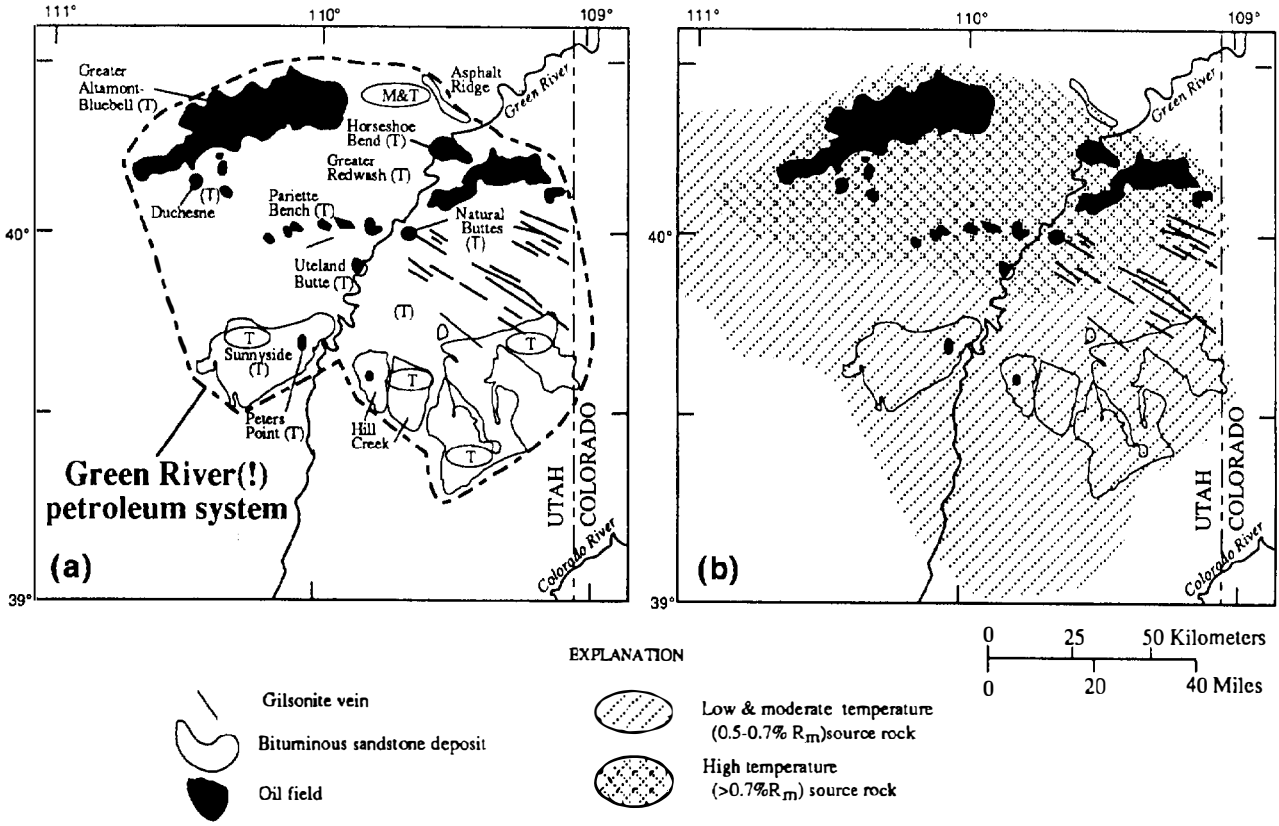 111°
110°
109°
Greater
Altamont-
Bluebell (T)
M&T
Asphalt
Ridge
Green River
Horseshoe
Bend (T)
Greater
Redwash (T)
(T)
Duchesne
Pariette
Bench (T)
Natural
Buttes
(T)
40°
Uteland
Butte (T)
(T)
T
Sunnyside
(T)
T
T
Peters
Point (T)
Hill
Creek
T
Green River(!)
petroleum system
UTAH
COLORADO
Colorado River
(a)
39°
111°
110°
109°
Green River
40°
UTAH
COLORADO
Colorado River
(b)
39°
0 25 50 Kilometers
0 20 40 Miles
EXPLANATION
Gilsonite vein
Bituminous sandstone deposit
Oil field
Low & moderate temperature
(0.5-0.7% Rm)source rock
High temperature
(>0.7%Rm) source rock